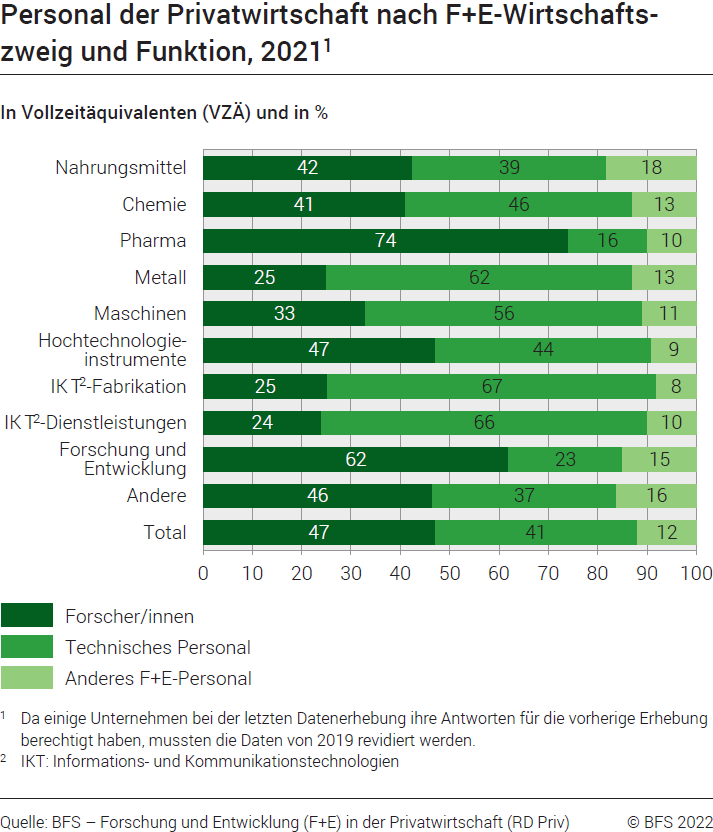 Personal der Privatwirtschaft nach F+E-Wirtschafts-
zweig und Funktion, 2021¹
In Vollzeitäquivalenten (VZÄ) und in %
Nahrungsmittel 42 39 18
Chemie 41 46 13
Pharma 74 16 10
Metall 25 62 13
Maschinen 33 56 11
Hochtechnologie-
instrumente 47 44 9
IKT²-Fabrikation 25 67 8
IKT²-Dienstleistungen 24 66 10
Forschung und
Entwicklung 62 23 15
Andere 46 37 16
Total 47 41 12
0 10 20 30 40 50 60 70 80 90 100
Forscher/innen
Technisches Personal
Anderes F+E-Personal
¹ Da einige Unternehmen bei der letzten Datenerhebung ihre Antworten für die vorherige Erhebung
berechtigt haben, mussten die Daten von 2019 revidiert werden.
² IKT: Informations- und Kommunikationstechnologien
Quelle: BFS – Forschung und Entwicklung (F+E) in der Privatwirtschaft (RD Priv) © BFS 2022